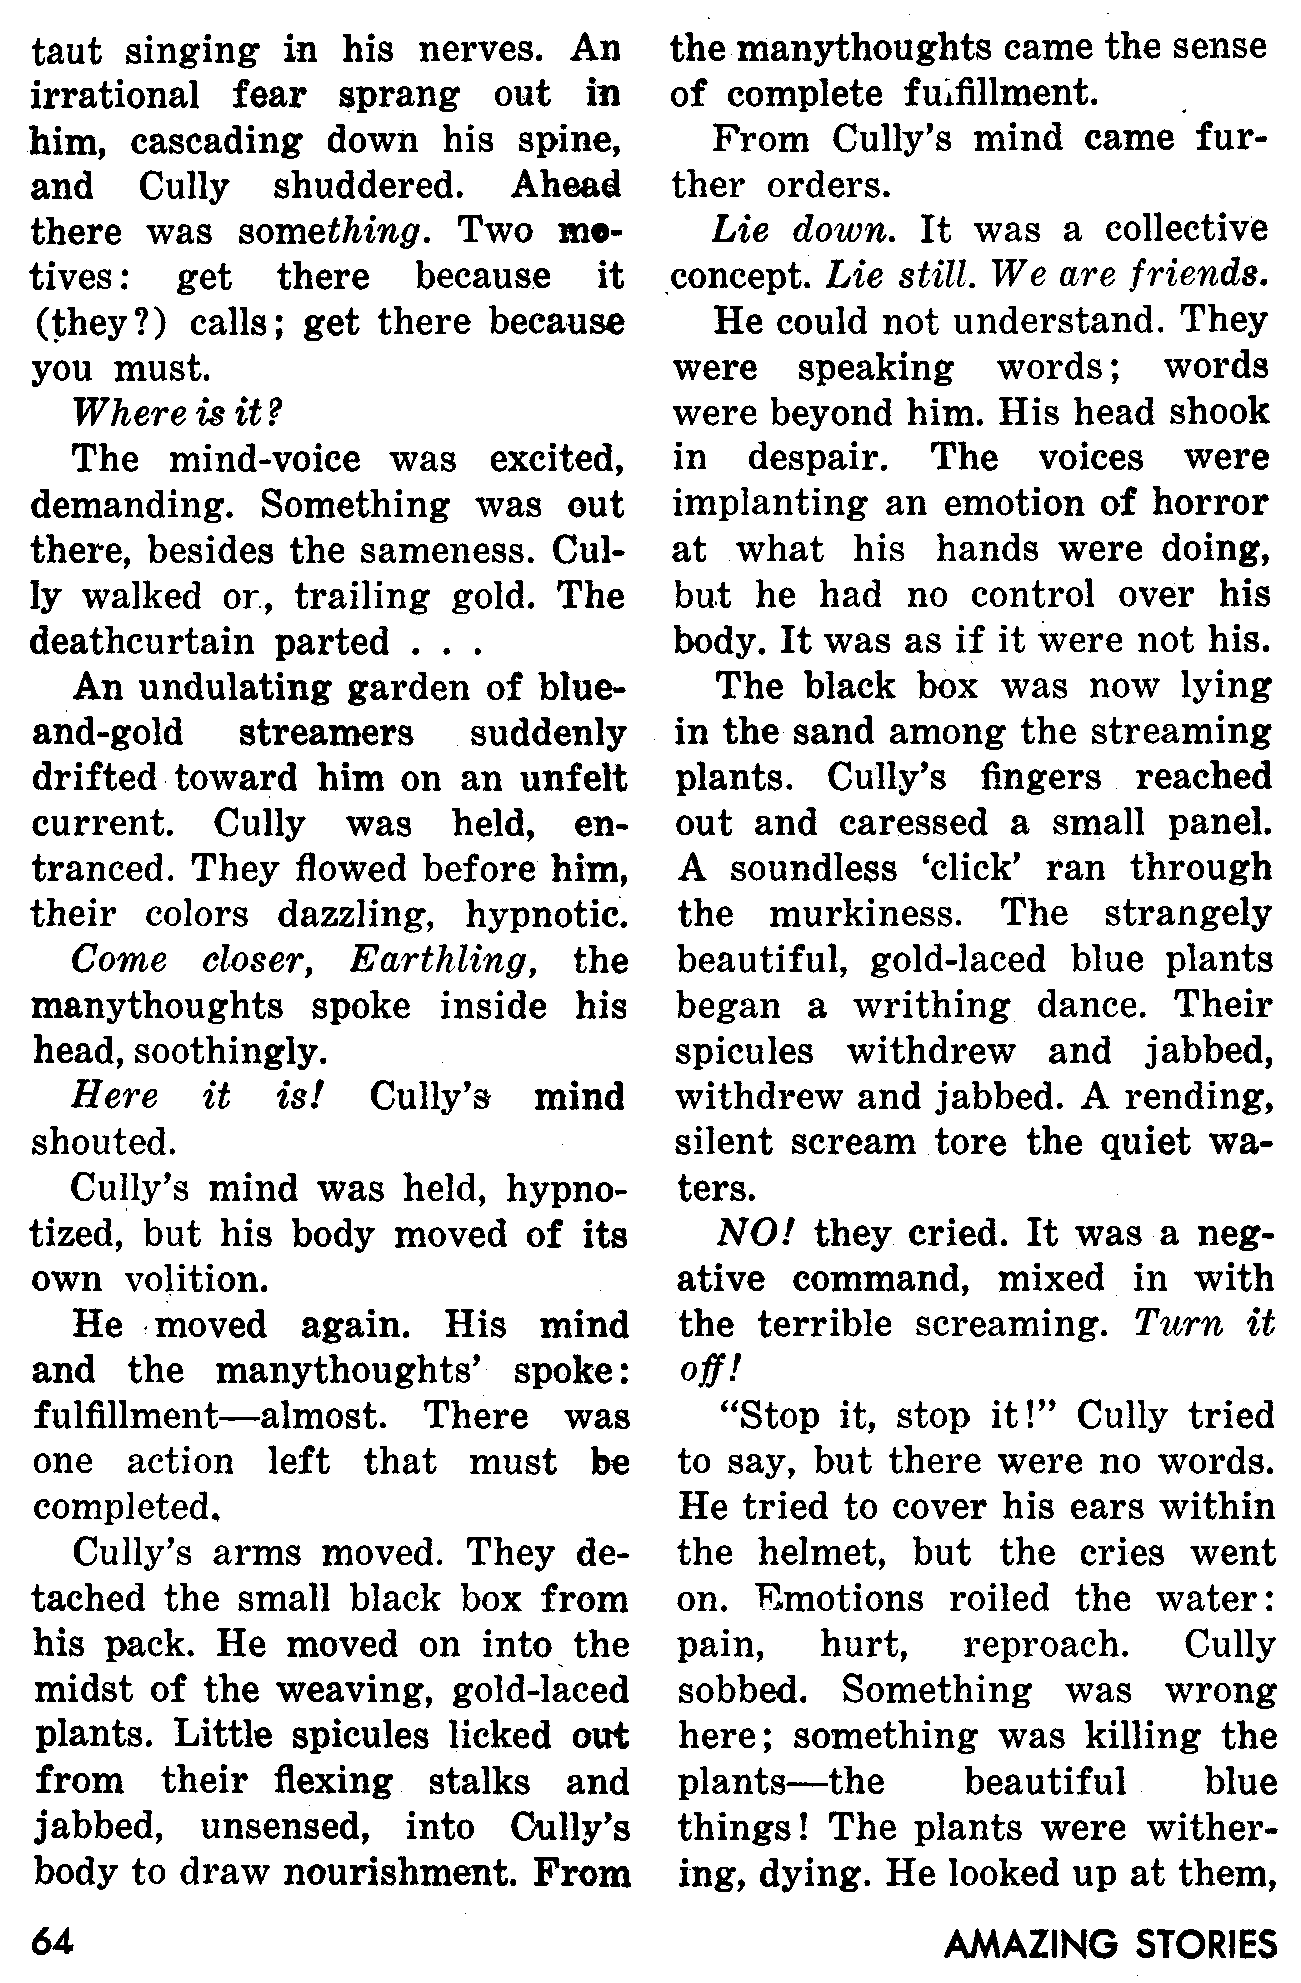 taut singing in his nerves. An
irrational fear sprang out in
him, cascading down his spine,
and Cully shuddered. Ahead
there was something. Two mo-
tives: get there because it
(they?) calls; get there because
you must.
Where is it?
The mind-voice was excited,
demanding. Something was out
there, besides the sameness. Cul-
ly walked or, trailing gold. The
deathcurtain parted . . .
An undulating garden of blue-
and-gold streamers suddenly
drifted toward him on an unfelt
current. Cully was held, en-
tranced. They flowed before him,
their colors dazzling, hypnotic.
Come closer, Earthling, the
manythoughts spoke inside his
head, soothingly.
Here it is! Cully's mind
shouted.
Cully's mind was held, hypno-
tized, but his body moved of its
own volition.
He moved again. His mind
and the manythoughts' spoke:
fulfillment—almost. There was
one action left that must be
completed.
Cully's arms moved. They de-
tached the small black box from
his pack. He moved on into the
midst of the weaving, gold-laced
plants. Little spicules licked out
from their flexing stalks and
jabbed, unsensed, into Cully's
body to draw nourishment. From
the manythoughts came the sense
of complete fulfillment.
From Cully's mind came fur-
ther orders.
Lie down. It was a collective
concept. Lie still. We are friends.
He could not understand. They
were speaking words; words
were beyond him. His head shook
in despair. The voices were
implanting an emotion of horror
at what his hands were doing,
but he had no control over his
body. It was as if it were not his.
The black box was now lying
in the sand among the streaming
plants. Cully's fingers reached
out and caressed a small panel.
A soundless 'click' ran through
the murkiness. The strangely
beautiful, gold-laced blue plants
began a writhing dance. Their
spicules withdrew and jabbed,
withdrew and jabbed. A rending,
silent scream tore the quiet wa-
ters.
NO! they cried. It was a neg-
ative command, mixed in with
the terrible screaming. Turn it
off!
"Stop it, stop it!" Cully tried
to say, but there were no words.
He tried to cover his ears within
the helmet, but the cries went
on. Emotions roiled the water:
pain, hurt, reproach. Cully
sobbed. Something was wrong
here; something was killing the
plants—the beautiful blue
things! The plants were wither-
ing, dying. He looked up at them,
64
AMAZING STORIES